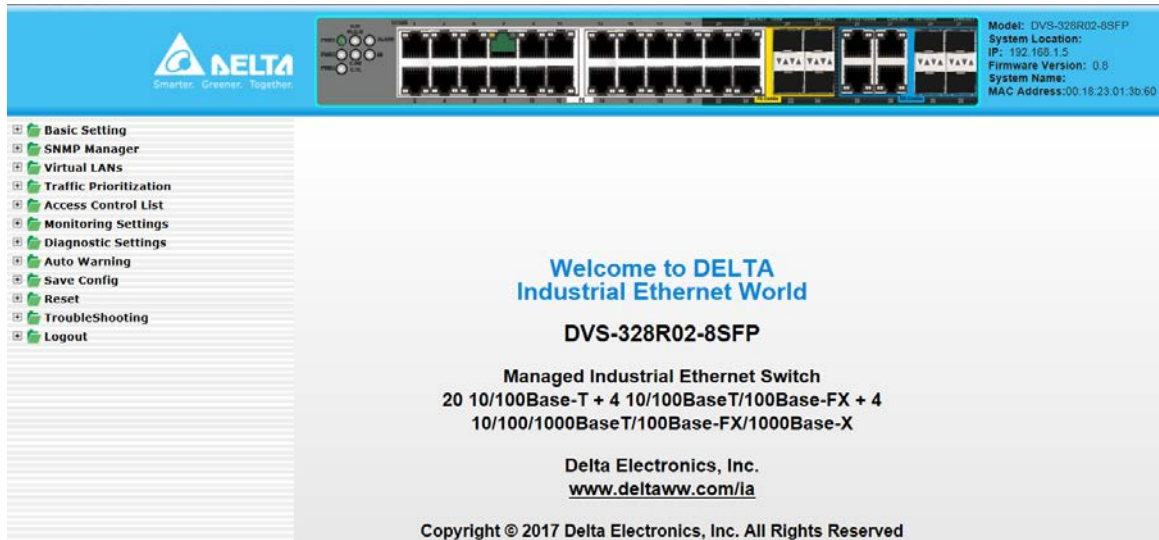 DELTA
Smarter. Greener. Together.
Model: DVS-328R02-8SFP
System Location:
IP: 192.168.1.5
Firmware Version: 0.8
System Name:
MAC Address:00:18:23:01:3b:60
Basic Setting
SNMP Manager
Virtual LANs
Traffic Prioritization
Access Control List
Monitoring Settings
Diagnostic Settings
Auto Warning
Save Config
Reset
TroubleShooting
Logout
Welcome to DELTA
Industrial Ethernet World
DVS-328R02-8SFP
Managed Industrial Ethernet Switch
20 10/100Base-T + 4 10/100BaseT/100Base-FX + 4
10/100/1000BaseT/100Base-FX/1000Base-X
Delta Electronics, Inc.
www.deltaww.com/ia
Copyright © 2017 Delta Electronics, Inc. All Rights Reserved